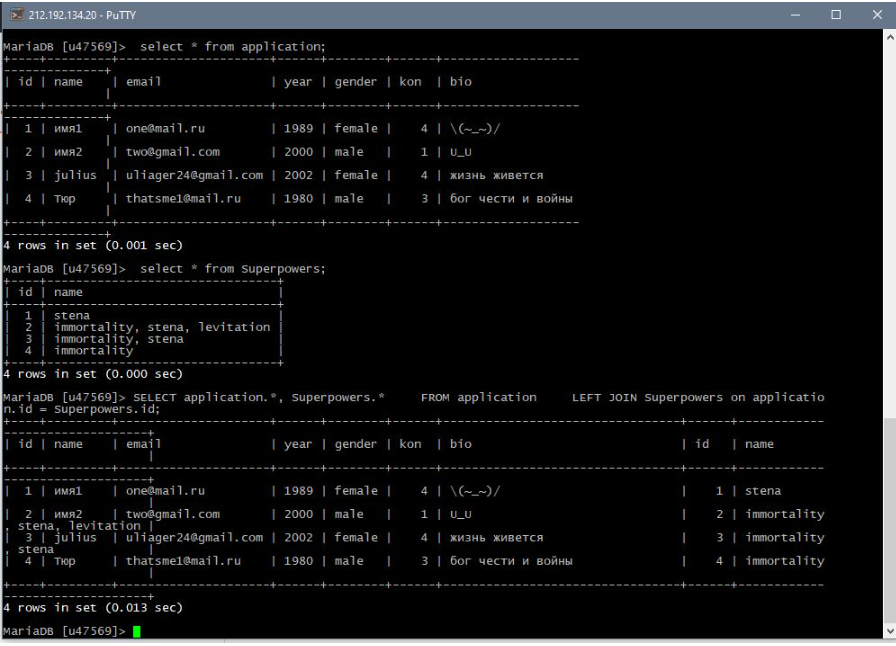 212.192.134.20 - PuTTY
MariaDB [u47569]>  select * from application;
+----+---------+----------------------+------+--------+------+-------------------
---------------+
| id | name    | email                | year | gender | kon  | bio
               |
+----+---------+----------------------+------+--------+------+-------------------
---------------+
|  1 | имя1    | one@mail.ru          | 1989 | female |    4 | \(~_~)/
               |
|  2 | имя2    | two@gmail.com        | 2000 | male   |    1 | U_U
               |
|  3 | julius  | uliager24@gmail.com  | 2002 | female |    4 | жизнь живется
               |
|  4 | Тюр     | thatsme1@mail.ru     | 1980 | male   |    3 | бог чести и войны
               |
+----+---------+----------------------+------+--------+------+-------------------
---------------+
4 rows in set (0.001 sec)
MariaDB [u47569]>  select * from Superpowers;
+----+-------------------------------+
| id | name                          |
+----+-------------------------------+
|  1 | stena                         |
|  2 | immortality, stena, levitation |
|  3 | immortality, stena            |
|  4 | immortality                   |
+----+-------------------------------+
4 rows in set (0.000 sec)
MariaDB [u47569]> SELECT application.*, Superpowers.*     FROM application     LEFT JOIN Superpowers on applicatio
n.id = Superpowers.id;
+----+---------+----------------------+------+--------+------+----------------------------------+------+------------
---------------------+
| id | name    | email                | year | gender | kon  | bio                              | id   | name
                     |
+----+---------+----------------------+------+--------+------+----------------------------------+------+------------
---------------------+
|  1 | имя1    | one@mail.ru          | 1989 | female |    4 | \(~_~)/                          |    1 | stena
                     |
|  2 | имя2    | two@gmail.com        | 2000 | male   |    1 | U_U                              |    2 | immortality
, stena, levitation |
|  3 | julius  | uliager24@gmail.com  | 2002 | female |    4 | жизнь живется                    |    3 | immortality
, stena              |
|  4 | Тюр     | thatsme1@mail.ru     | 1980 | male   |    3 | бог чести и войны                |    4 | immortality
                     |
+----+---------+----------------------+------+--------+------+----------------------------------+------+------------
---------------------+
4 rows in set (0.013 sec)
MariaDB [u47569]>